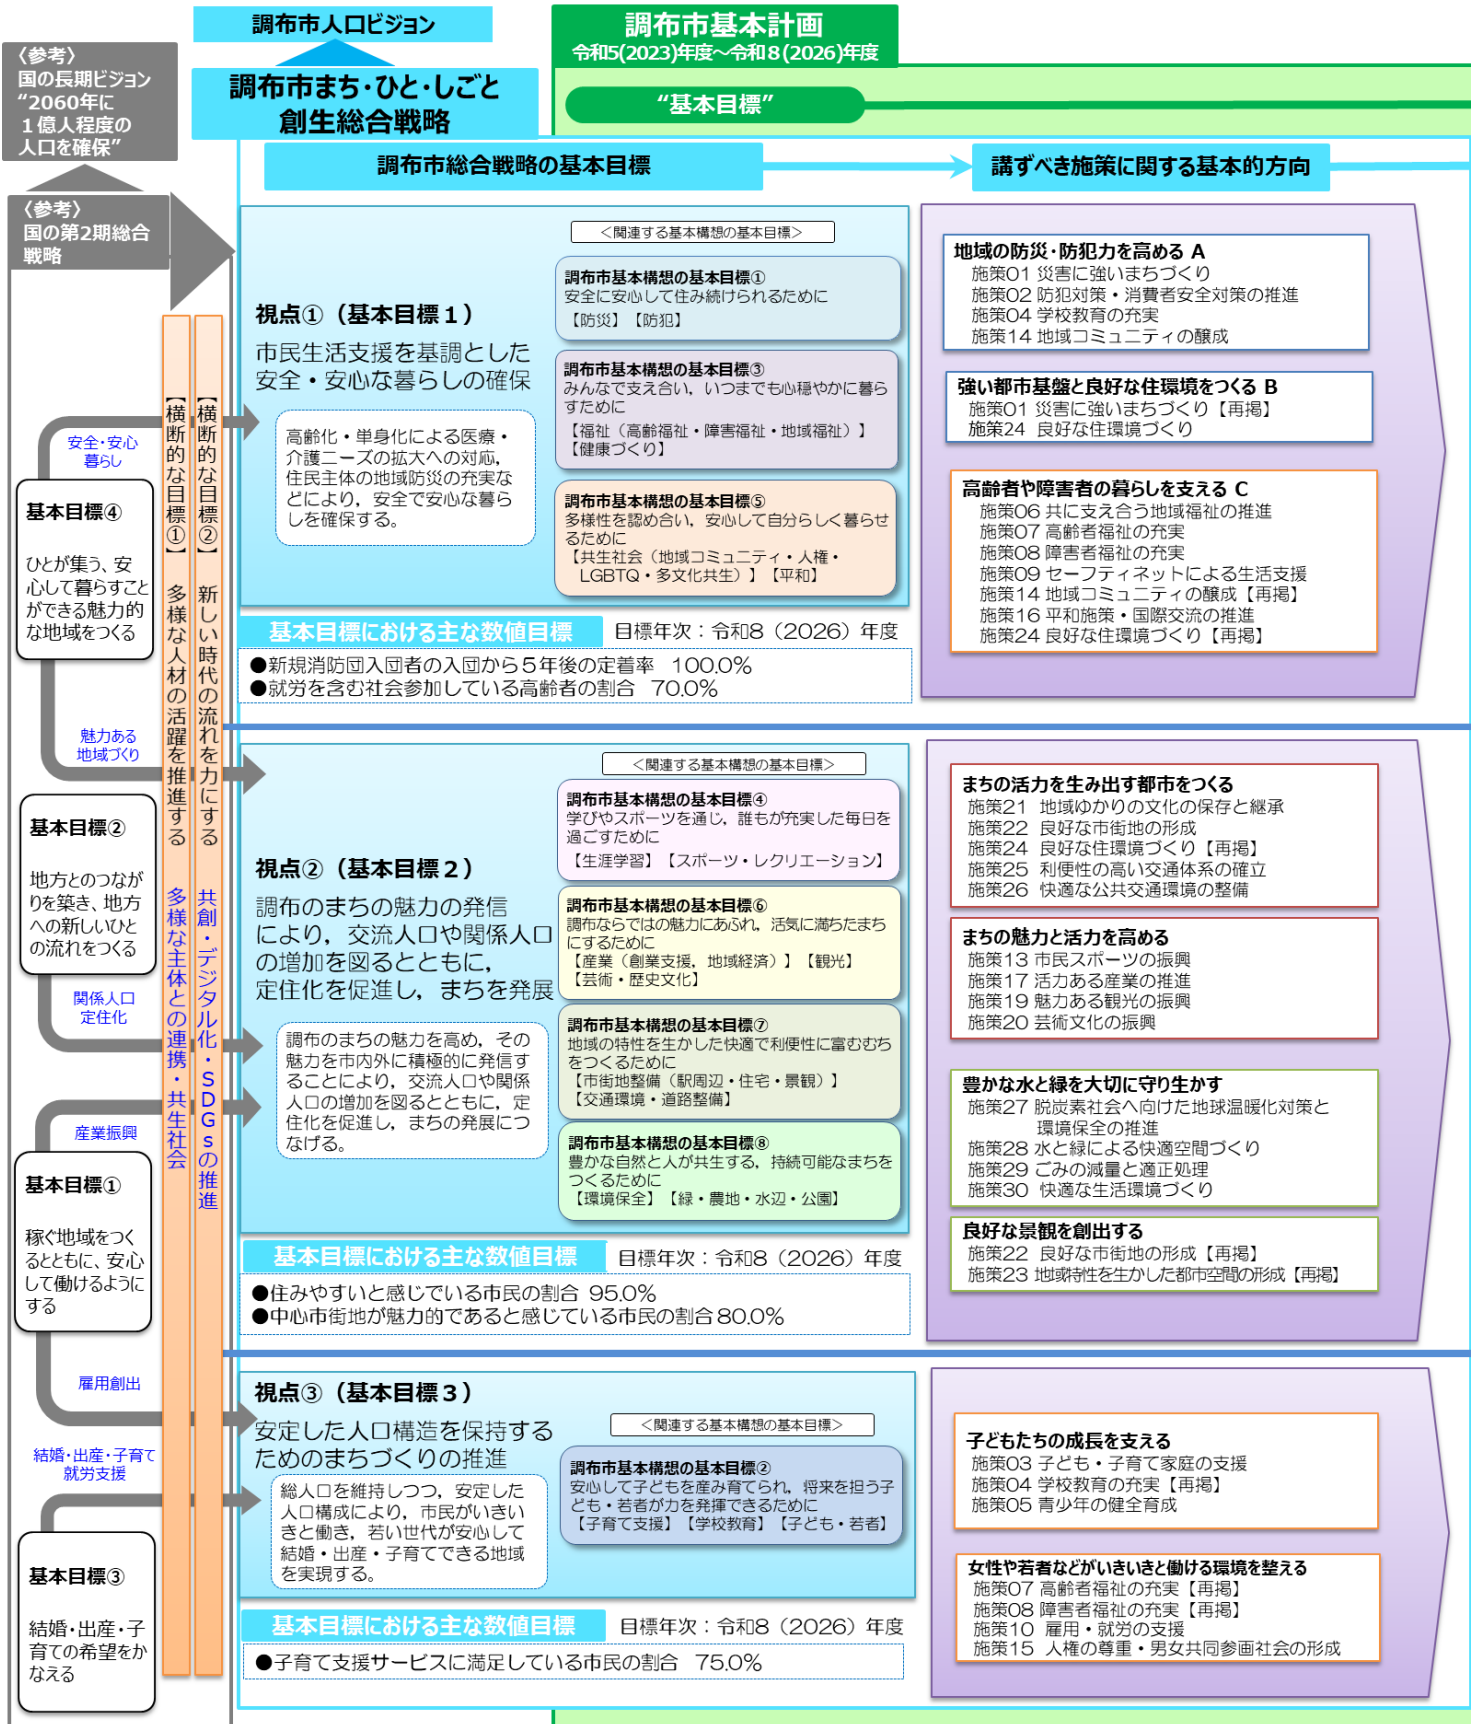 調布市人口ビジョン
調布市基本計画
令和5(2023)年度～令和８(2026)年度
〈参考〉
国の長期ビジョン
“2060年に
１億人程度の
人口を確保”
調布市まち・ひと・しごと
創生総合戦略
“基本目標”
調布市総合戦略の基本目標
講ずべき施策に関する基本的方向
〈参考〉
国の第2期総合
戦略
【横断的な目標①】　多様な人材の活躍を推進する　多様な主体との連携・共生社会
【横断的な目標②】　新しい時代の流れを力にする　共創・デジタル化・SDGsの推進
安全・安心
暮らし
基本目標④
ひとが集う、安
心して暮らすこと
ができる魅力的
な地域をつくる
魅力ある
地域づくり
基本目標②
地方とのつなが
りを築き、地方
への新しいひと
の流れをつくる
関係人口
定住化
産業振興
基本目標①
稼ぐ地域をつく
るとともに、安心
して働けるように
する
雇用創出
結婚・出産・子育て
就労支援
基本目標③
結婚・出産・子
育ての希望をか
なえる
視点①（基本目標１）
市民生活支援を基調とした
安全・安心な暮らしの確保
高齢化・単身化による医療・
介護ニーズの拡大への対応，
住民主体の地域防災の充実な
どにより，安全で安心な暮ら
しを確保する。
＜関連する基本構想の基本目標＞
調布市基本構想の基本目標①
安全に安心して住み続けられるために
【防災】【防犯】
調布市基本構想の基本目標③
みんなで支え合い，いつまでも心穏やかに暮ら
すために
【福祉（高齢福祉・障害福祉・地域福祉）】
【健康づくり】
調布市基本構想の基本目標⑤
多様性を認め合い，安心して自分らしく暮らせ
るために
【共生社会（地域コミュニティ・人権・
LGBTQ・多文化共生）】【平和】
基本目標における主な数値目標
目標年次：令和8（2026）年度
●新規消防団入団者の入団から５年後の定着率　100.0%
●就労を含む社会参加している高齢者の割合　70.0%
地域の防災・防犯力を高める A
施策01 災害に強いまちづくり
施策02 防犯対策・消費者安全対策の推進
施策04 学校教育の充実
施策14 地域コミュニティの醸成
強い都市基盤と良好な住環境をつくる B
施策01 災害に強いまちづくり【再掲】
施策24 良好な住環境づくり
高齢者や障害者の暮らしを支える C
施策06 共に支え合う地域福祉の推進
施策07 高齢者福祉の充実
施策08 障害者福祉の充実
施策09 セーフティネットによる生活支援
施策14 地域コミュニティの醸成【再掲】
施策16 平和施策・国際交流の推進
施策24 良好な住環境づくり【再掲】
視点②（基本目標２）
調布のまちの魅力の発信
により，交流人口や関係人口
の増加を図るとともに，
定住化を促進し，まちを発展
調布のまちの魅力を高め，その
魅力を市内外に積極的に発信す
ることにより，交流人口や関係
人口の増加を図るとともに，定
住化を促進し，まちの発展につ
なげる。
＜関連する基本構想の基本目標＞
調布市基本構想の基本目標④
学びやスポーツを通じ，誰もが充実した毎日を
過ごすために
【生涯学習】【スポーツ・レクリエーション】
調布市基本構想の基本目標⑥
調布ならではの魅力にあふれ，活気に満ちたまち
にするために
【産業（創業支援，地域経済）】【観光】
【芸術・歴史文化】
調布市基本構想の基本目標⑦
地域の特性を生かした快適で利便性に富むむち
をつくるために
【市街地整備（駅周辺・住宅・景観）】
【交通環境・道路整備】
調布市基本構想の基本目標⑧
豊かな自然と人が共生する，持続可能なまちを
つくるために
【環境保全】【緑・農地・水辺・公園】
基本目標における主な数値目標
目標年次：令和8（2026）年度
●住みやすいと感じでいる市民の割合 95.0%
●中心市街地が魅力的であると感じている市民の割合 80.0%
まちの活力を生み出す都市をつくる
施策21 地域ゆかりの文化の保存と継承
施策22 良好な市街地の形成
施策24 良好な住環境づくり【再掲】
施策25 利便性の高い交通体系の確立
施策26 快適な公共交通環境の整備
まちの魅力と活力を高める
施策13 市民スポーツの振興
施策17 活力ある産業の推進
施策19 魅力ある観光の振興
施策20 芸術文化の振興
豊かな水と緑を大切に守り生かす
施策27 脱炭素社会へ向けた地球温暖化対策と
環境保全の推進
施策28 水と緑による快適空間づくり
施策29 ごみの減量と適正処理
施策30 快適な生活環境づくり
良好な景観を創出する
施策22 良好な市街地の形成【再掲】
施策23 地域特性を生かした都市空間の形成【再掲】
視点③（基本目標３）
安定した人口構造を保持する
ためのまちづくりの推進
総人口を維持しつつ，安定した
人口構成により，市民がいきい
きと働き，若い世代が安心して
結婚・出産・子育てできる地域
を実現する。
＜関連する基本構想の基本目標＞
調布市基本構想の基本目標②
安心して子どもを産み育てられ，将来を担う子
ども・若者が力を発揮できるために
【子育て支援】【学校教育】【子ども・若者】
基本目標における主な数値目標
目標年次：令和8（2026）年度
●子育て支援サービスに満足している市民の割合　75.0%
子どもたちの成長を支える
施策03 子ども・子育て家庭の支援
施策04 学校教育の充実【再掲】
施策05 青少年の健全育成
女性や若者などがいきいきと働ける環境を整える
施策07 高齢者福祉の充実【再掲】
施策08 障害者福祉の充実【再掲】
施策10 雇用・就労の支援
施策15 人権の尊重・男女共同参画社会の形成